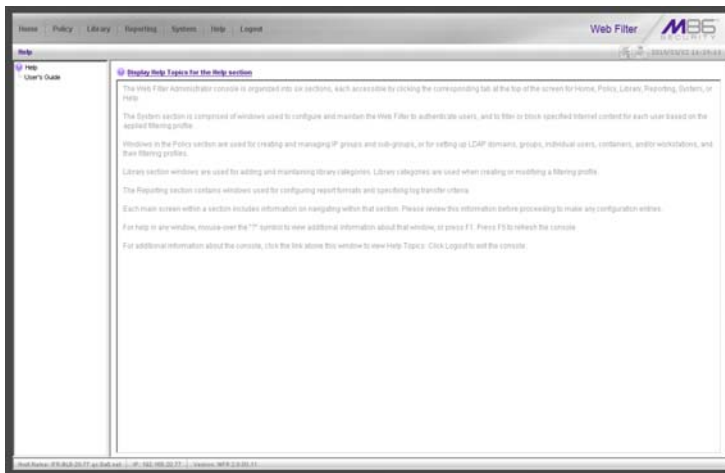 Home Policy Library Reporting System Help Logout
Web Filter
M86 SECURITY
Help
Help
User's Guide
Display Help Topics for the Help section
The Web Filter Administrator console is organized into six sections, each accessible by clicking the corresponding tab at the top of the screen for Home, Policy, Library, Reporting, System, or
Help.
The System section is comprised of windows used to configure and maintain the Web Filter to authenticate users, and to filter or block specified Internet content for each user based on the
applied filtering profile.
Windows in the Policy section are used for creating and managing IP groups and sub-groups, or for setting up LDAP domains, groups, individual users, containers, and/or workstations, and
their filtering profiles.
Library section windows are used for adding and maintaining library categories. Library categories are used when creating or modifying a filtering profile.
The Reporting section contains windows used for configuring report formats and specifying log transfer criteria.
Each main screen within a section includes information on navigating within that section. Please review this information before proceeding to make any configuration entries.
For help in any window, mouse-over the "?" symbol to view additional information about that window, or press F1. Press F5 to refresh the console.
For additional information about the console, click the link above this window to view Help Topics. Click Logout to exit the console.
Host Name: IP: 192.168.20.77 Version: WFR